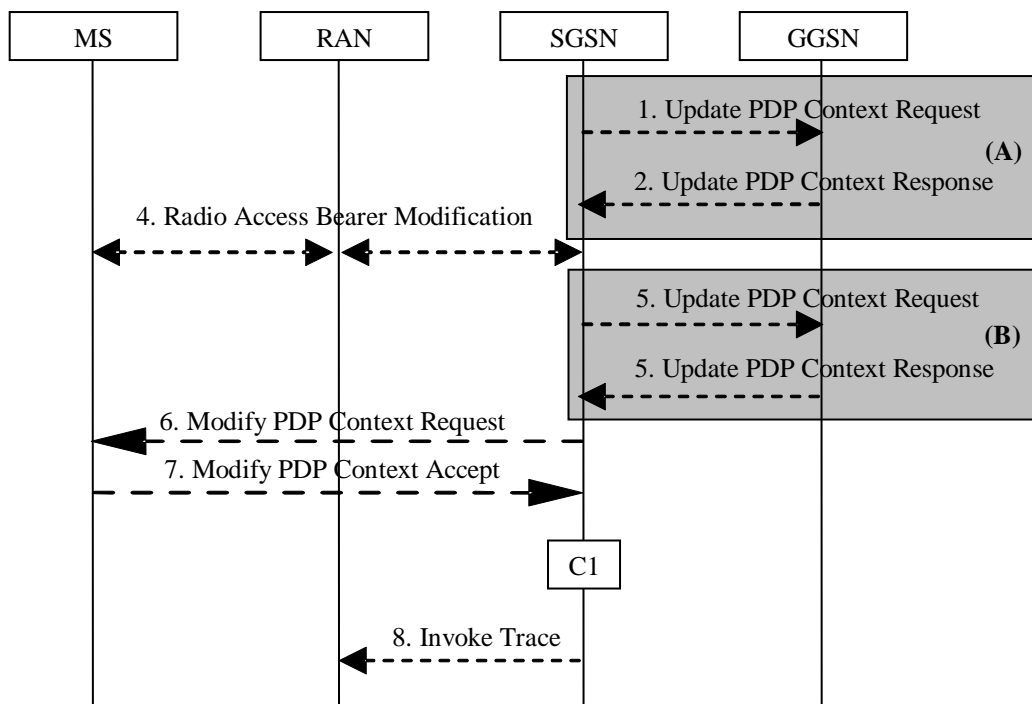 MS
RAN
SGSN
GGSN
1. Update PDP Context Request
(A)
2. Update PDP Context Response
4. Radio Access Bearer Modification
5. Update PDP Context Request
(B)
5. Update PDP Context Response
6. Modify PDP Context Request
7. Modify PDP Context Accept
C1
8. Invoke Trace